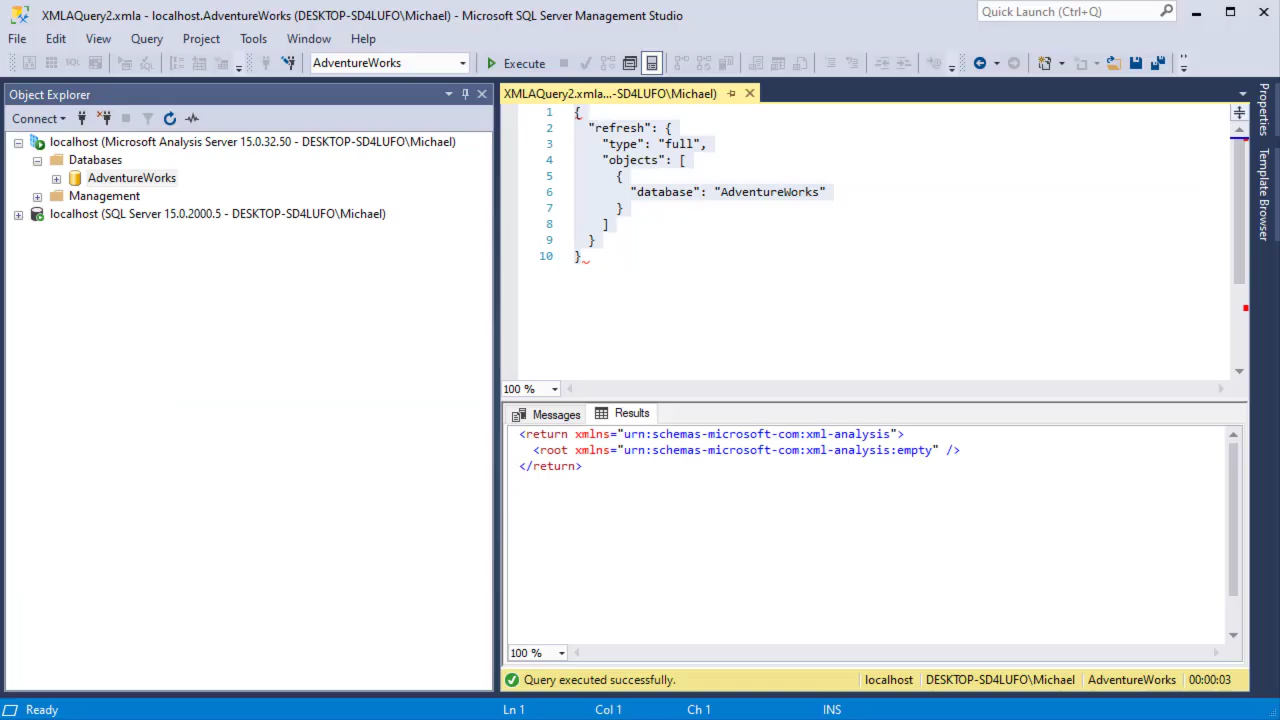 XMLAQuery2.xmla - localhost.AdventureWorks (DESKTOP-SD4LUFO\Michael) - Microsoft SQL Server Management Studio
Quick Launch (Ctrl+Q)
File Edit View Query Project Tools Window Help
AdventureWorks Execute
Object Explorer
Connect
localhost (Microsoft Analysis Server 15.0.32.50 - DESKTOP-SD4LUFO\Michael)
Databases
AdventureWorks
Management
localhost (SQL Server 15.0.2000.5 - DESKTOP-SD4LUFO\Michael)
XMLAQuery2.xmla...-SD4LUFO\Michael)
1 {
2 "refresh": {
3 "type": "full",
4 "objects": [
5 {
6 "database": "AdventureWorks"
7 }
8 ]
9 }
10 }
100 %
Messages Results
<return xmlns="urn:schemas-microsoft-com:xml-analysis">
<root xmlns="urn:schemas-microsoft-com:xml-analysis:empty" />
</return>
100 %
Query executed successfully. localhost DESKTOP-SD4LUFO\Michael AdventureWorks 00:00:03
Properties
Template Browser
Ready Ln 1 Col 1 Ch 1 INS